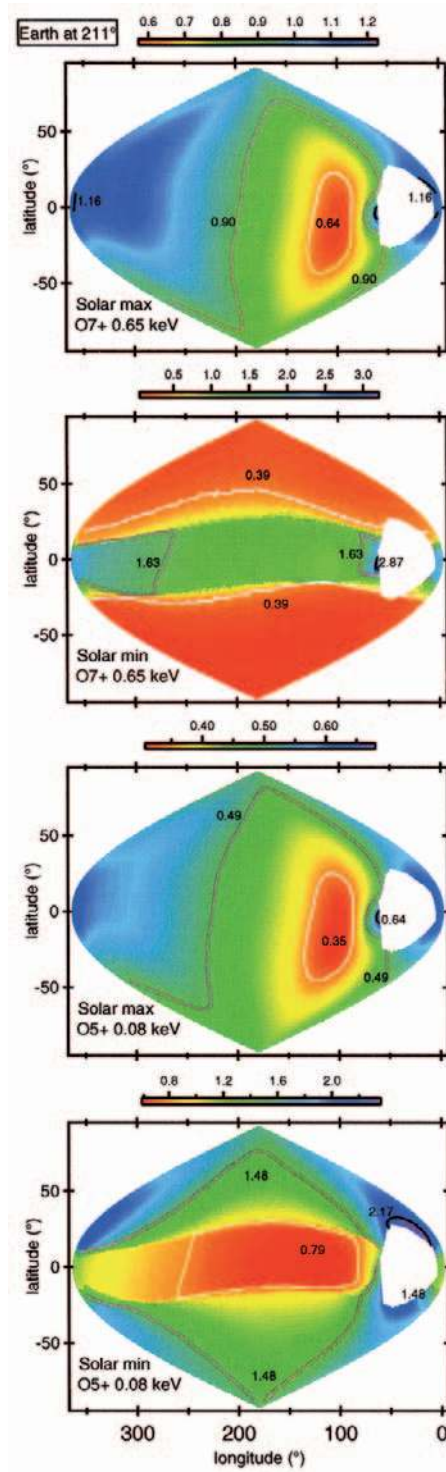 Earth at 211°
0.6 0.7 0.8 0.9 1.0 1.1 1.2
latitude (°)
50
0
-50
1.16
0.90
0.64
1.16
0.90
Solar max
O7+ 0.65 keV
0.5 1.0 1.5 2.0 2.5 3.0
latitude (°)
50
0
-50
0.39
1.63
1.63
2.87
0.39
Solar min
O7+ 0.65 keV
0.40 0.50 0.60
latitude (°)
50
0
-50
0.49
0.64
0.35
0.49
Solar max
O5+ 0.08 keV
0.8 1.2 1.6 2.0
latitude (°)
50
0
-50
1.48
2.17
0.79
1.48
1.48
Solar min
O5+ 0.08 keV
300 200 100 0
longitude (°)